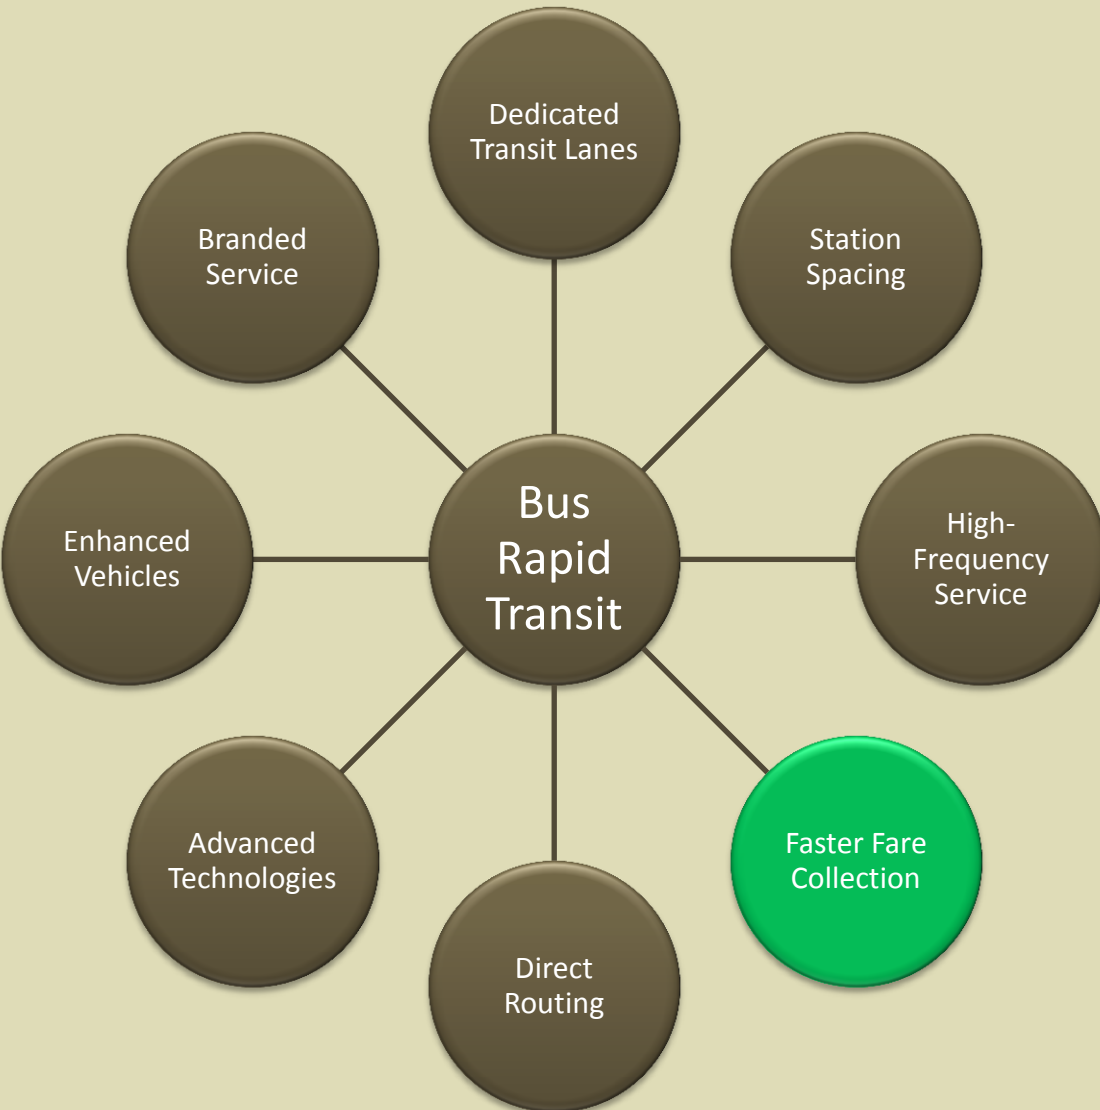 Dedicated
Transit Lanes
Station
Spacing
High-
Frequency
Service
Faster Fare
Collection
Direct
Routing
Advanced
Technologies
Enhanced
Vehicles
Branded
Service
Bus
Rapid
Transit